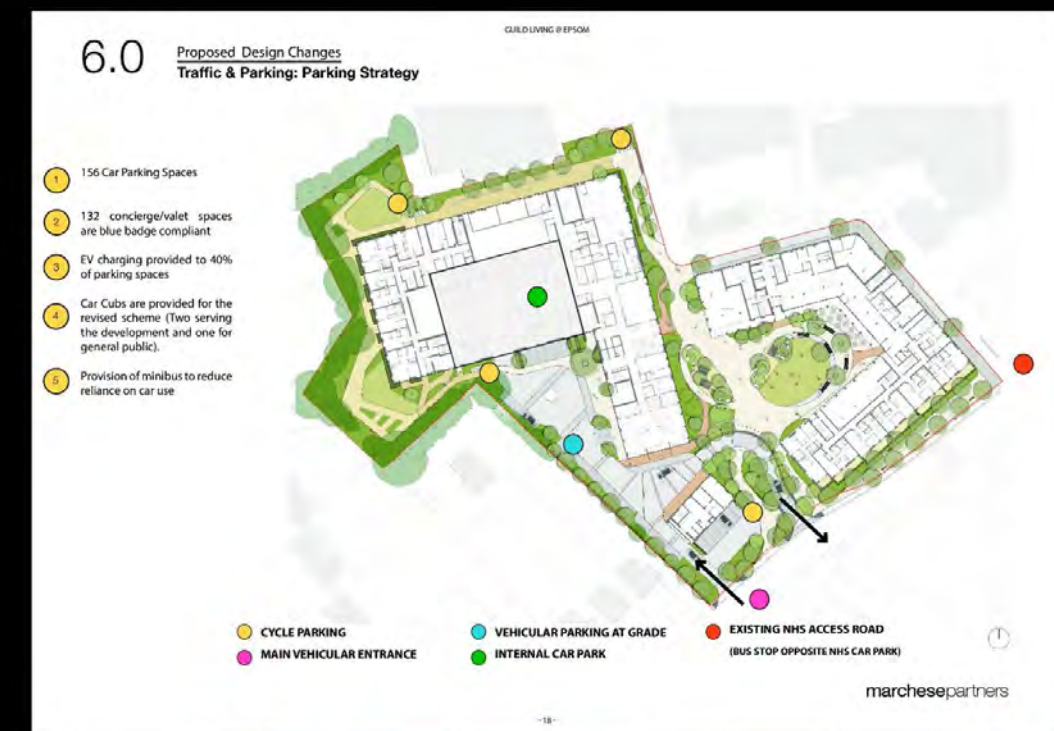 GUILD LIVING @ EPSOM
6.0
Proposed Design Changes
Traffic & Parking: Parking Strategy
1
156 Car Parking Spaces
2
132 concierge/valet spaces
are blue badge compliant
3
EV charging provided to 40%
of parking spaces
4
Car Cubs are provided for the
revised scheme (Two serving
the development and one for
general public).
5
Provision of minibus to reduce
reliance on car use
CYCLE PARKING
MAIN VEHICULAR ENTRANCE
VEHICULAR PARKING AT GRADE
INTERNAL CAR PARK
EXISTING NHS ACCESS ROAD
(BUS STOP OPPOSITE NHS CAR PARK)
marchesepartners
-18-